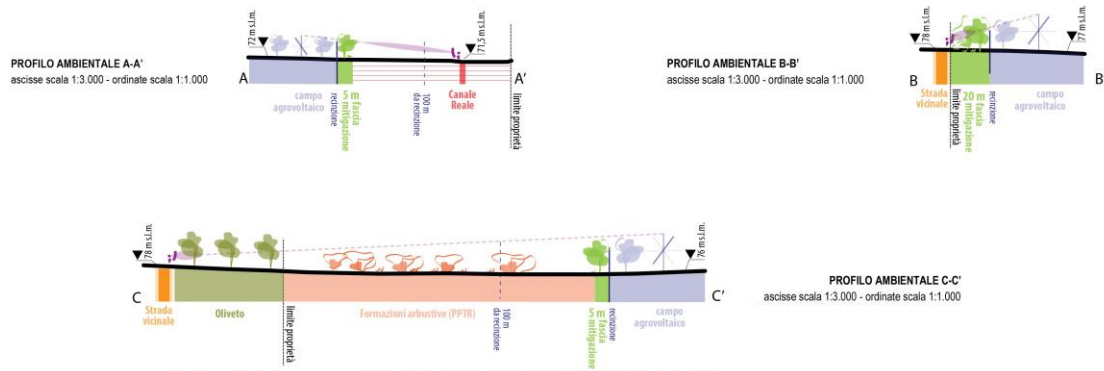 PROFILO AMBIENTALE A-A'
ascisse scala 1:3.000 - ordinate scala 1:1.000
72 m s.l.m.
71,5 m s.l.m.
A
A'
campo
agrovoltaico
recinzione
5 m fascia
mitigazione
100 m
da recinzione
Canale
Reale
limite proprietà
PROFILO AMBIENTALE B-B'
ascisse scala 1:3.000 - ordinate scala 1:1.000
78 m s.l.m.
77 m s.l.m.
B
B
Strada
vicinale
limite proprietà
20 m
fascia
mitigazione
recinzione
campo
agrovoltaico
78 m s.l.m.
76 m s.l.m.
C
C'
Strada
vicinale
Oliveto
limite proprietà
Formazioni arbustive (PPTR)
100 m
da recinzione
5 m
fascia
mitigazione
recinzione
campo
agrovoltaico
PROFILO AMBIENTALE C-C'
ascisse scala 1:3.000 - ordinate scala 1:1.000